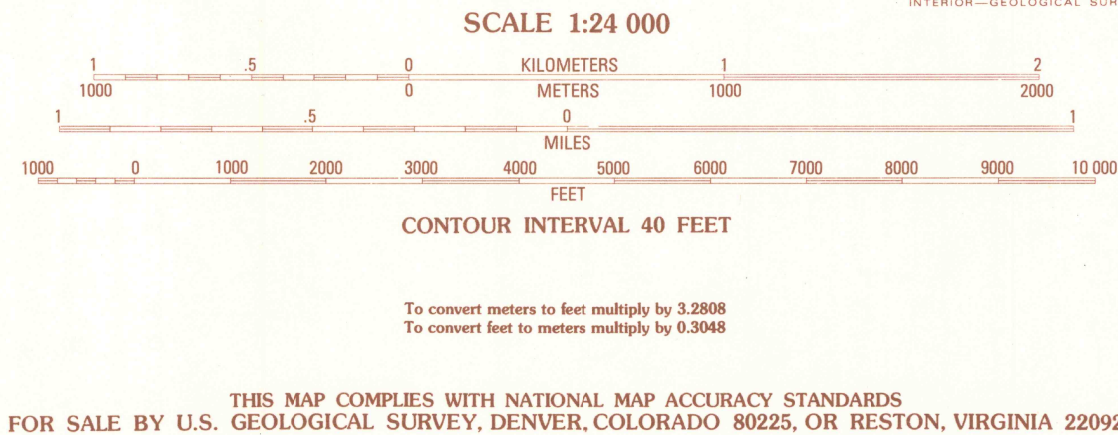 INTERIOR—GEOLOGICAL SUR
SCALE 1:24 000
1 .5 0 KILOMETERS 1 2
1000 0 METERS 1000 2000
1 .5 0 1
MILES
1000 0 1000 2000 3000 4000 5000 6000 7000 8000 9000 10 000
FEET
CONTOUR INTERVAL 40 FEET
To convert meters to feet multiply by 3.2808
To convert feet to meters multiply by 0.3048
THIS MAP COMPLIES WITH NATIONAL MAP ACCURACY STANDARDS
FOR SALE BY U.S. GEOLOGICAL SURVEY, DENVER, COLORADO 80225, OR RESTON, VIRGINIA 22092